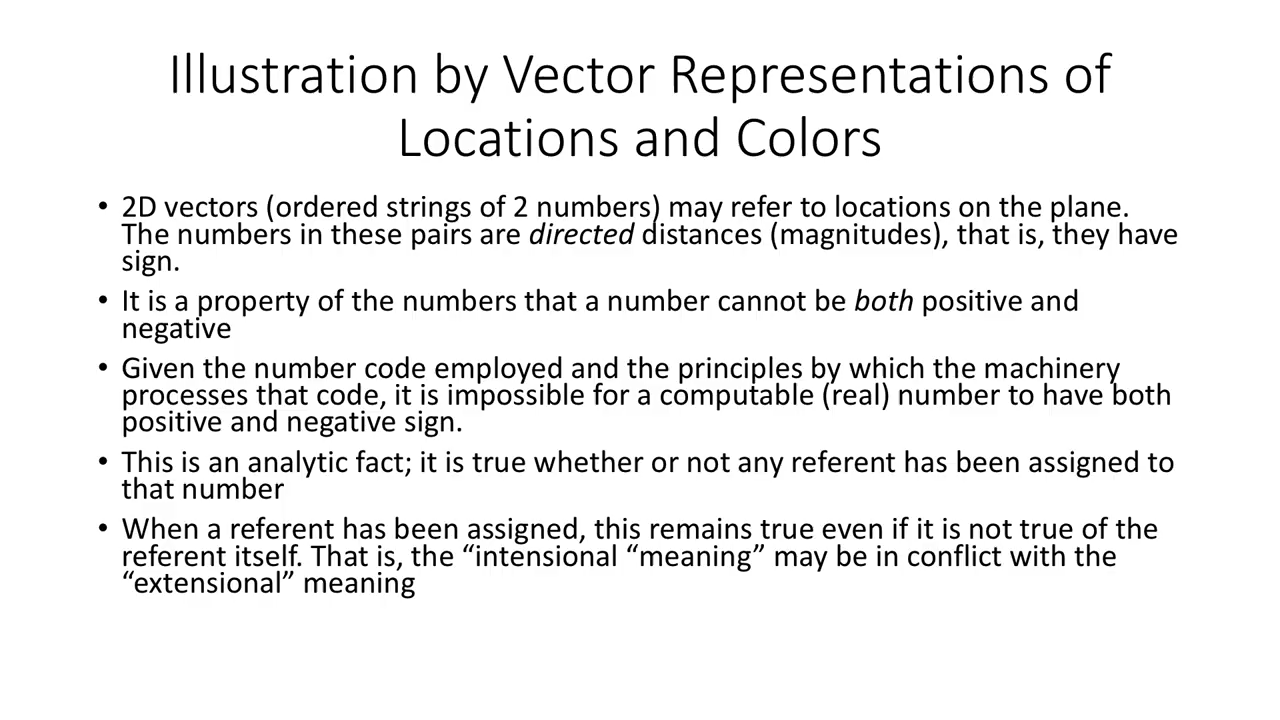 Illustration by Vector Representations of
Locations and Colors
• 2D vectors (ordered strings of 2 numbers) may refer to locations on the plane.
The numbers in these pairs are directed distances (magnitudes), that is, they have
sign.
• It is a property of the numbers that a number cannot be both positive and
negative
• Given the number code employed and the principles by which the machinery
processes that code, it is impossible for a computable (real) number to have both
positive and negative sign.
• This is an analytic fact; it is true whether or not any referent has been assigned to
that number
• When a referent has been assigned, this remains true even if it is not true of the
referent itself. That is, the “intensional “meaning” may be in conflict with the
“extensional” meaning